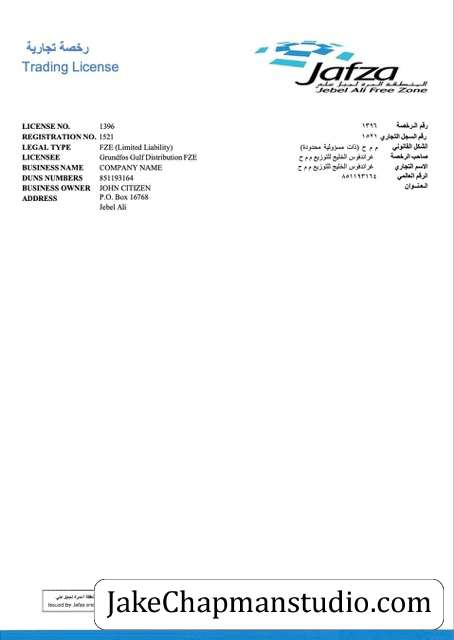 رخصة تجارية
Trading License
Jafza
المنطقة الحرة لجبل علي
Jebel Ali Free Zone
LICENSE NO. 1396 ١٣٩٦ رقم الرخصة
REGISTRATION NO. 1521 ١٥٢١ رقم السجل التجاري
LEGAL TYPE FZE (Limited Liability) م م ح (ذات مسؤولية محدودة) الشكل القانوني
LICENSEE Grundfos Gulf Distribution FZE غراندفوس الخليج للتوزيع م م ح صاحب الرخصة
BUSINESS NAME COMPANY NAME غراندفوس الخليج للتوزيع م م ح الاسم التجاري
DUNS NUMBERS 851193164 ٨٥١١٩٣١٦٤ الرقم العالمي
BUSINESS OWNER JOHN CITIZEN العنوان
ADDRESS P.O. Box 16768
Jebel Ali
Issued by Jafza
JakeChapmanstudio.com